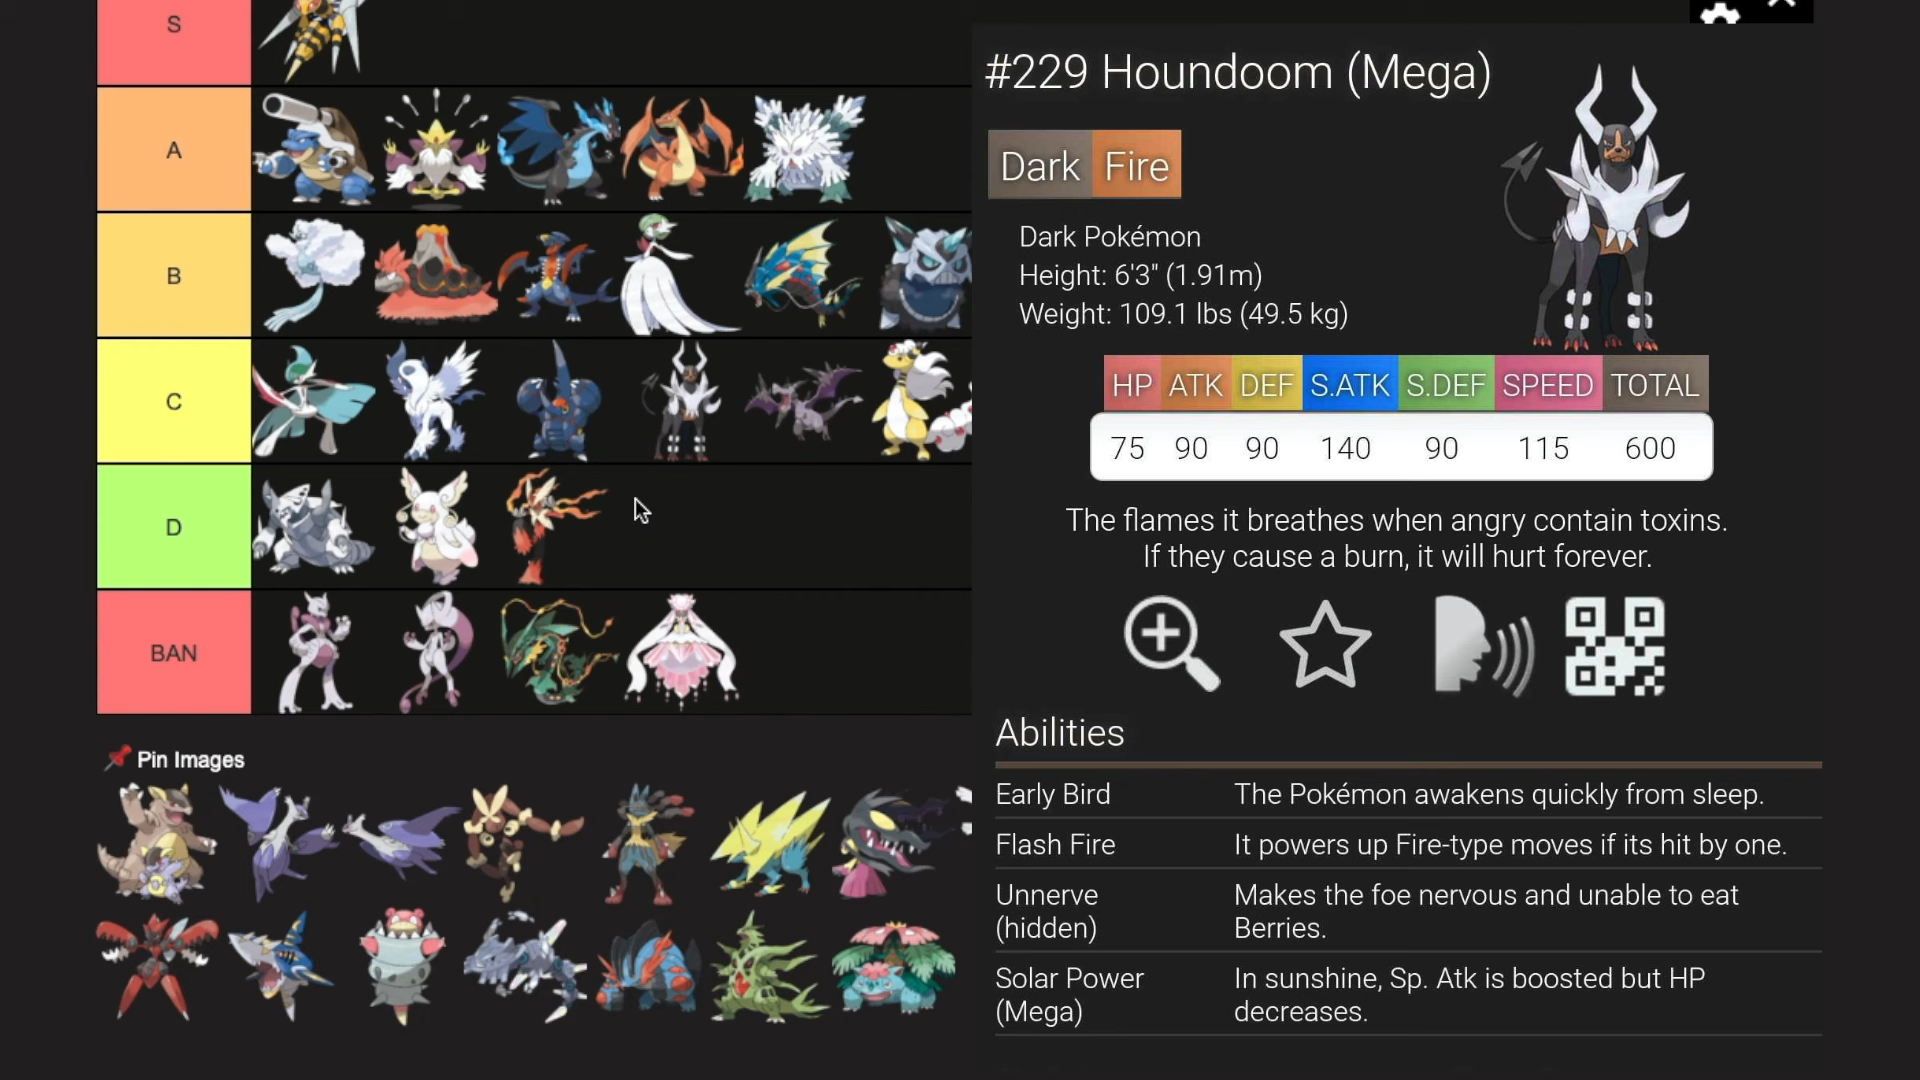 S
A
B
C
D
BAN
Pin Images
#229 Houndoom (Mega)
Dark Fire
Dark Pokémon
Height: 6'3" (1.91m)
Weight: 109.1 lbs (49.5 kg)
HP ATK DEF S.ATK S.DEF SPEED TOTAL
75 90 90 140 90 115 600
The flames it breathes when angry contain toxins.
If they cause a burn, it will hurt forever.
Abilities
Early Bird The Pokémon awakens quickly from sleep.
Flash Fire It powers up Fire-type moves if its hit by one.
Unnerve Makes the foe nervous and unable to eat
(hidden) Berries.
Solar Power In sunshine, Sp. Atk is boosted but HP
(Mega) decreases.